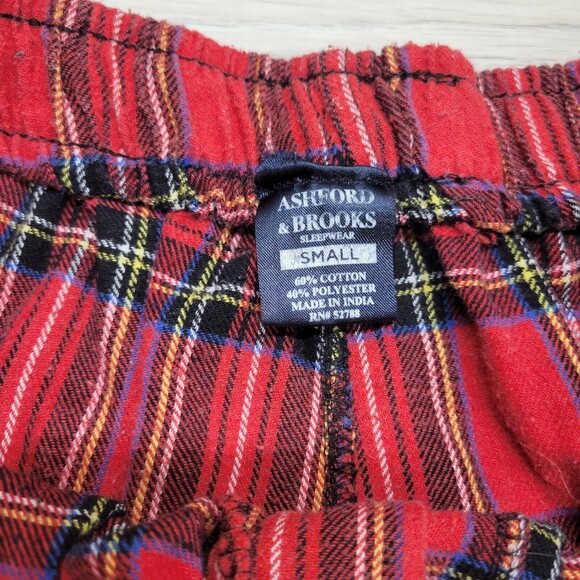 ASHFORD
& BROOKS
SLEEPWEAR
SMALL
60% COTTON
40% POLYESTER
MADE IN INDIA
RN# 52788